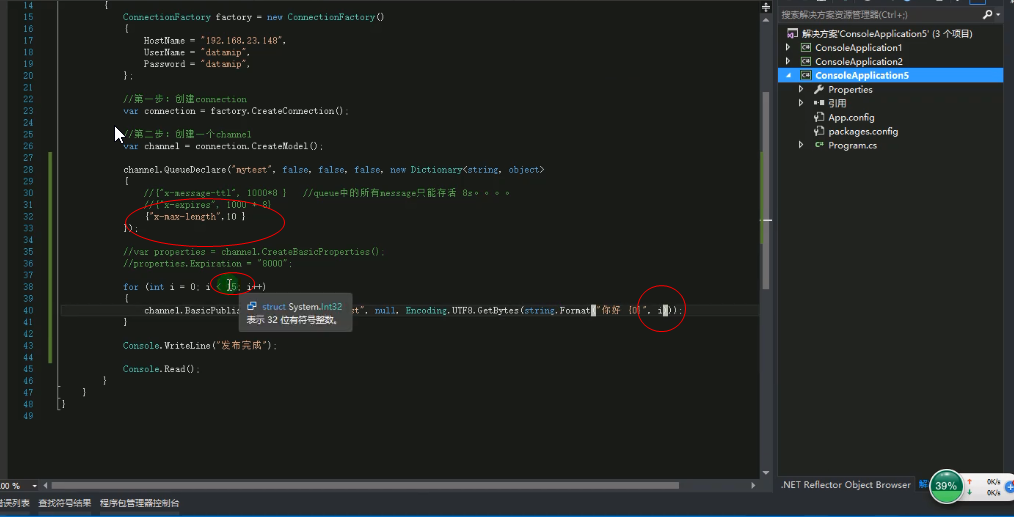 14 {
15 ConnectionFactory factory = new ConnectionFactory()
16 {
17 HostName = "192.168.23.148",
18 UserName = "datamip",
19 Password = "datamip",
20 };
21
22 //第一步：创建connection
23 var connection = factory.CreateConnection();
24
25 //第二步：创建一个channel
26 var channel = connection.CreateModel();
27
28 channel.QueueDeclare("mytest", false, false, false, new Dictionary<string, object>
29 {
30 //{"x-message-ttl", 1000*8 } //queue中的所有message只能存活 8s。。。。
31 //{"x-expires", 1000 * 8}
32 {"x-max-length",10 }
33 });
34
35 //var properties = channel.CreateBasicProperties();
36 //properties.Expiration = "8000";
37
38 for (int i = 0; i < 15; i++)
39 {
40 channel.BasicPubli st", null, Encoding.UTF8.GetBytes(string.Format("你好 {0}", i)));
41 }
42
43 Console.WriteLine("发布完成");
44
45 Console.Read();
46 }
47 }
48 }
49
struct System.Int32
表示 32 位有符号整数。
搜索解决方案资源管理器(Ctrl+;)
解决方案'ConsoleApplication5' (3 个项目)
ConsoleApplication1
ConsoleApplication2
ConsoleApplication5
Properties
引用
App.config
packages.config
Program.cs
.NET Reflector Object Browser
39%
0K/s
0K/s
00 %
错误列表 查找符号结果 程序包管理器控制台